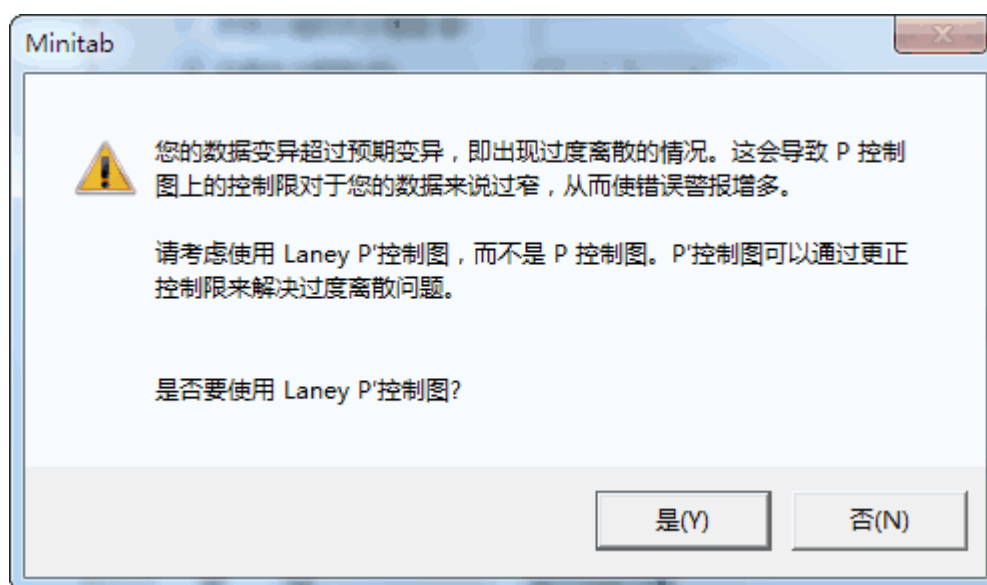 Minitab
您的数据变异超过预期变异，即出现过度离散的情况。这会导致 P 控制
图上的控制限对于您的数据来说过窄，从而使错误警报增多。
请考虑使用 Laney P'控制图，而不是 P 控制图。P'控制图可以通过更正
控制限来解决过度离散问题。
是否要使用 Laney P'控制图?
是(Y)
否(N)